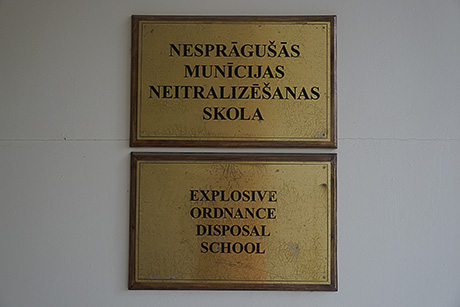 NESPRĀGUŠĀS
MUNĪCIJAS
NEITRALIZĒŠANAS
SKOLA
EXPLOSIVE
ORDNANCE
DISPOSAL
SCHOOL